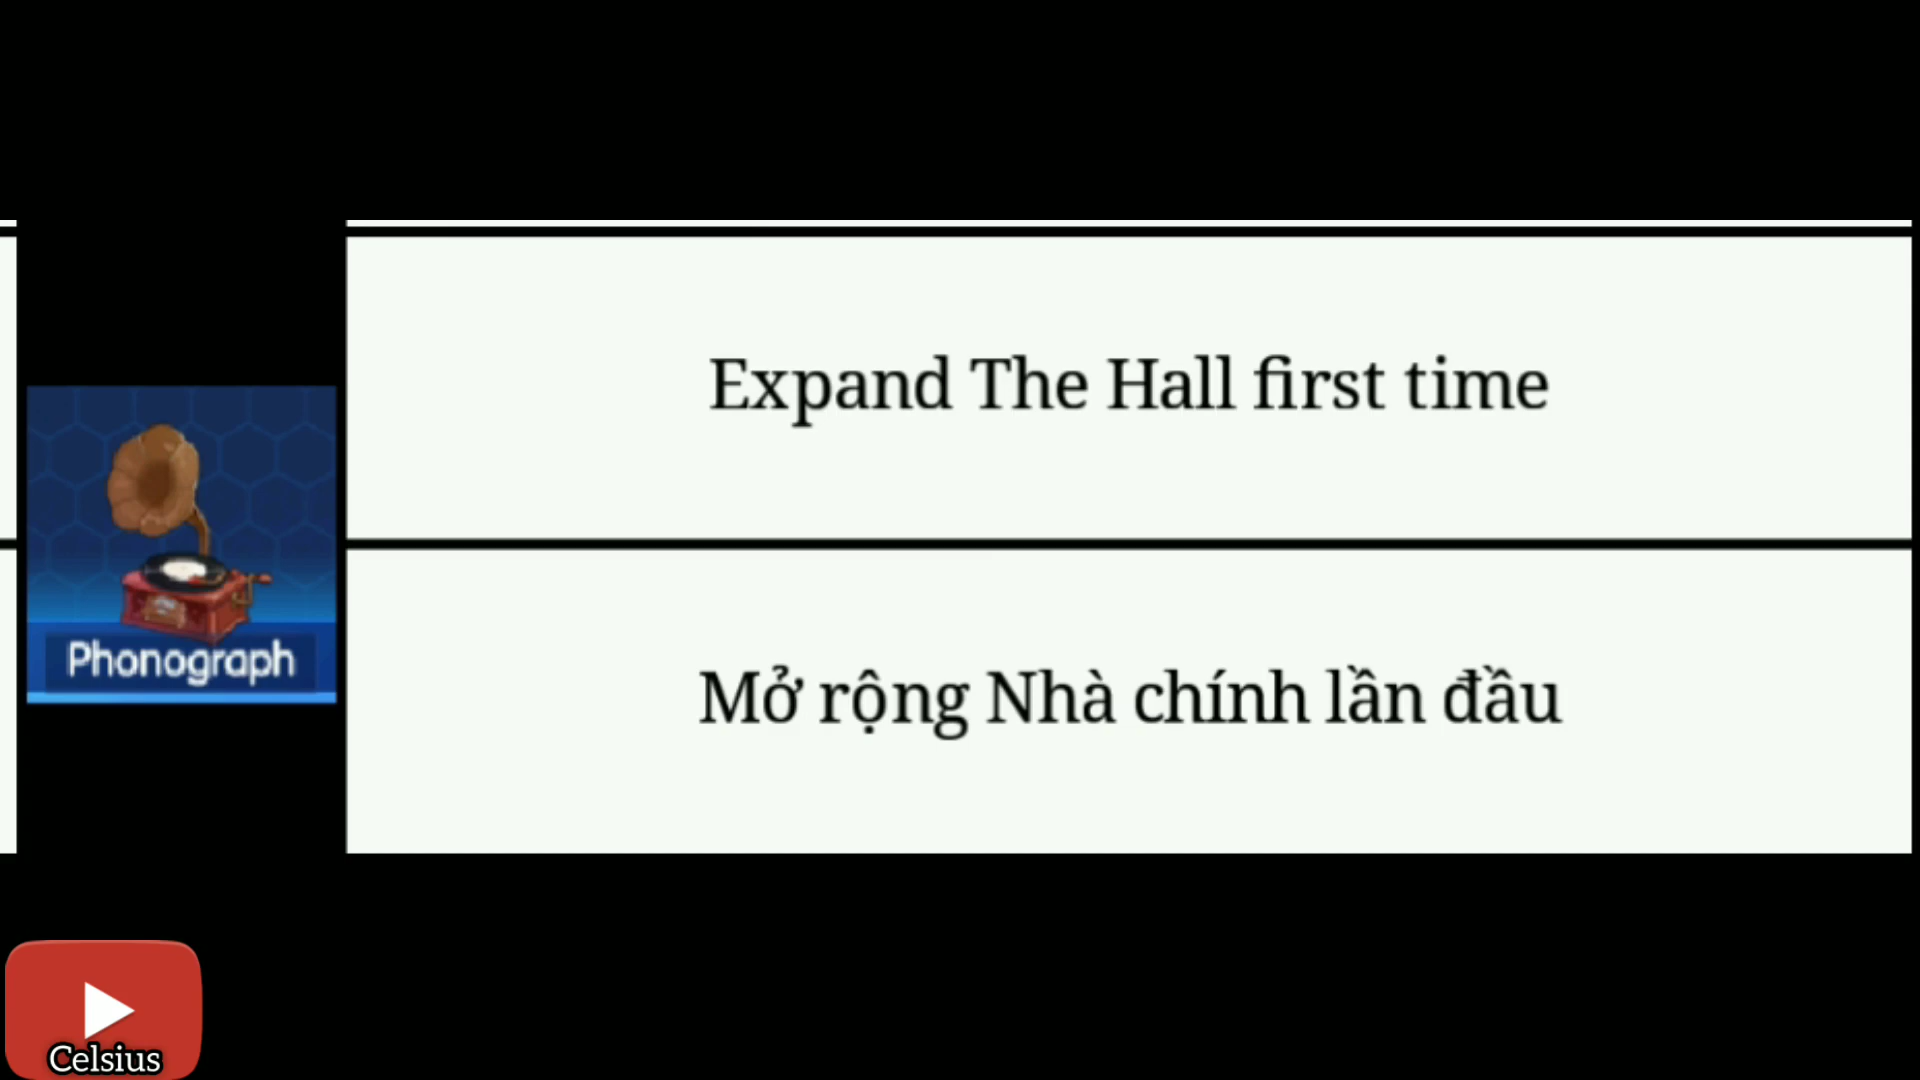 Expand The Hall first time
Phonograph
Mở rộng Nhà chính lần đầu
Celsius